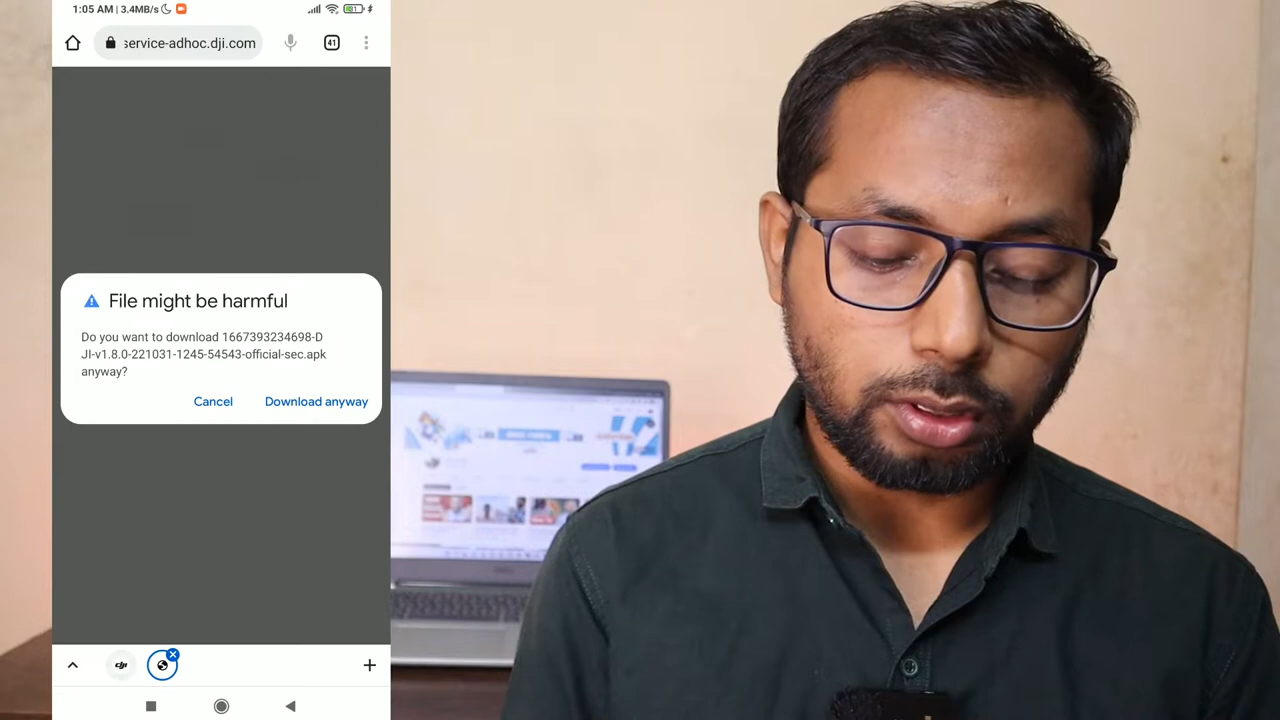 1:05 AM | 3.4MB/s
service-adhoc.dji.com
41
File might be harmful
Do you want to download 1667393234698-D
JI-v1.8.0-221031-1245-54543-official-sec.apk
anyway?
Cancel
Download anyway
dji